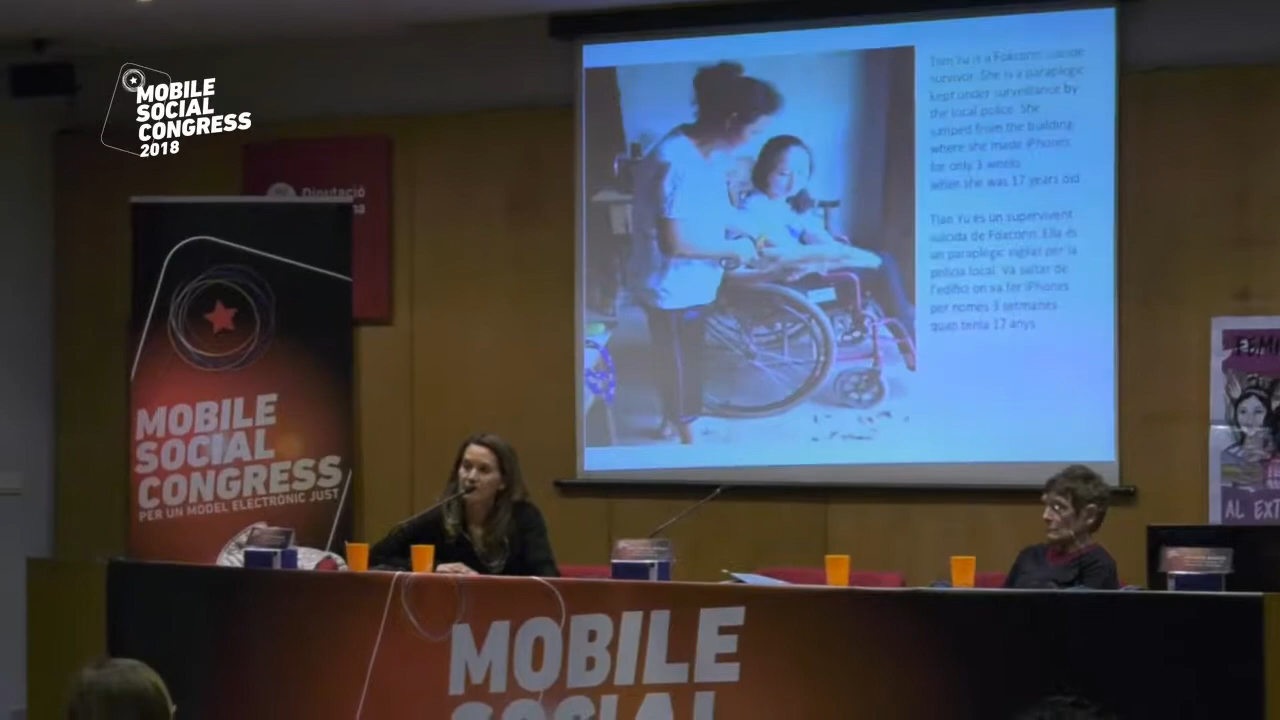 MOBILE
SOCIAL
CONGRESS
2018
Diputació
Tian Yu is a Foxconn suicide
survivor. She is a paraplegic
kept under surveillance by
the local police. She
jumped from the building
where she made iPhones
for only 3 weeks
when she was 17 years old
Tian Yu és un supervivent
suïcida de Foxconn. Ella és
un paraplègic vigilat per la
policia local. Va saltar de
l'edifici on va fer iPhones
per només 3 setmanes
quan tenia 17 anys
MOBILE
SOCIAL
CONGRESS
PER UN MODEL ELECTRÒNIC JUST
AL EXI
MOBILE
SOCIAL